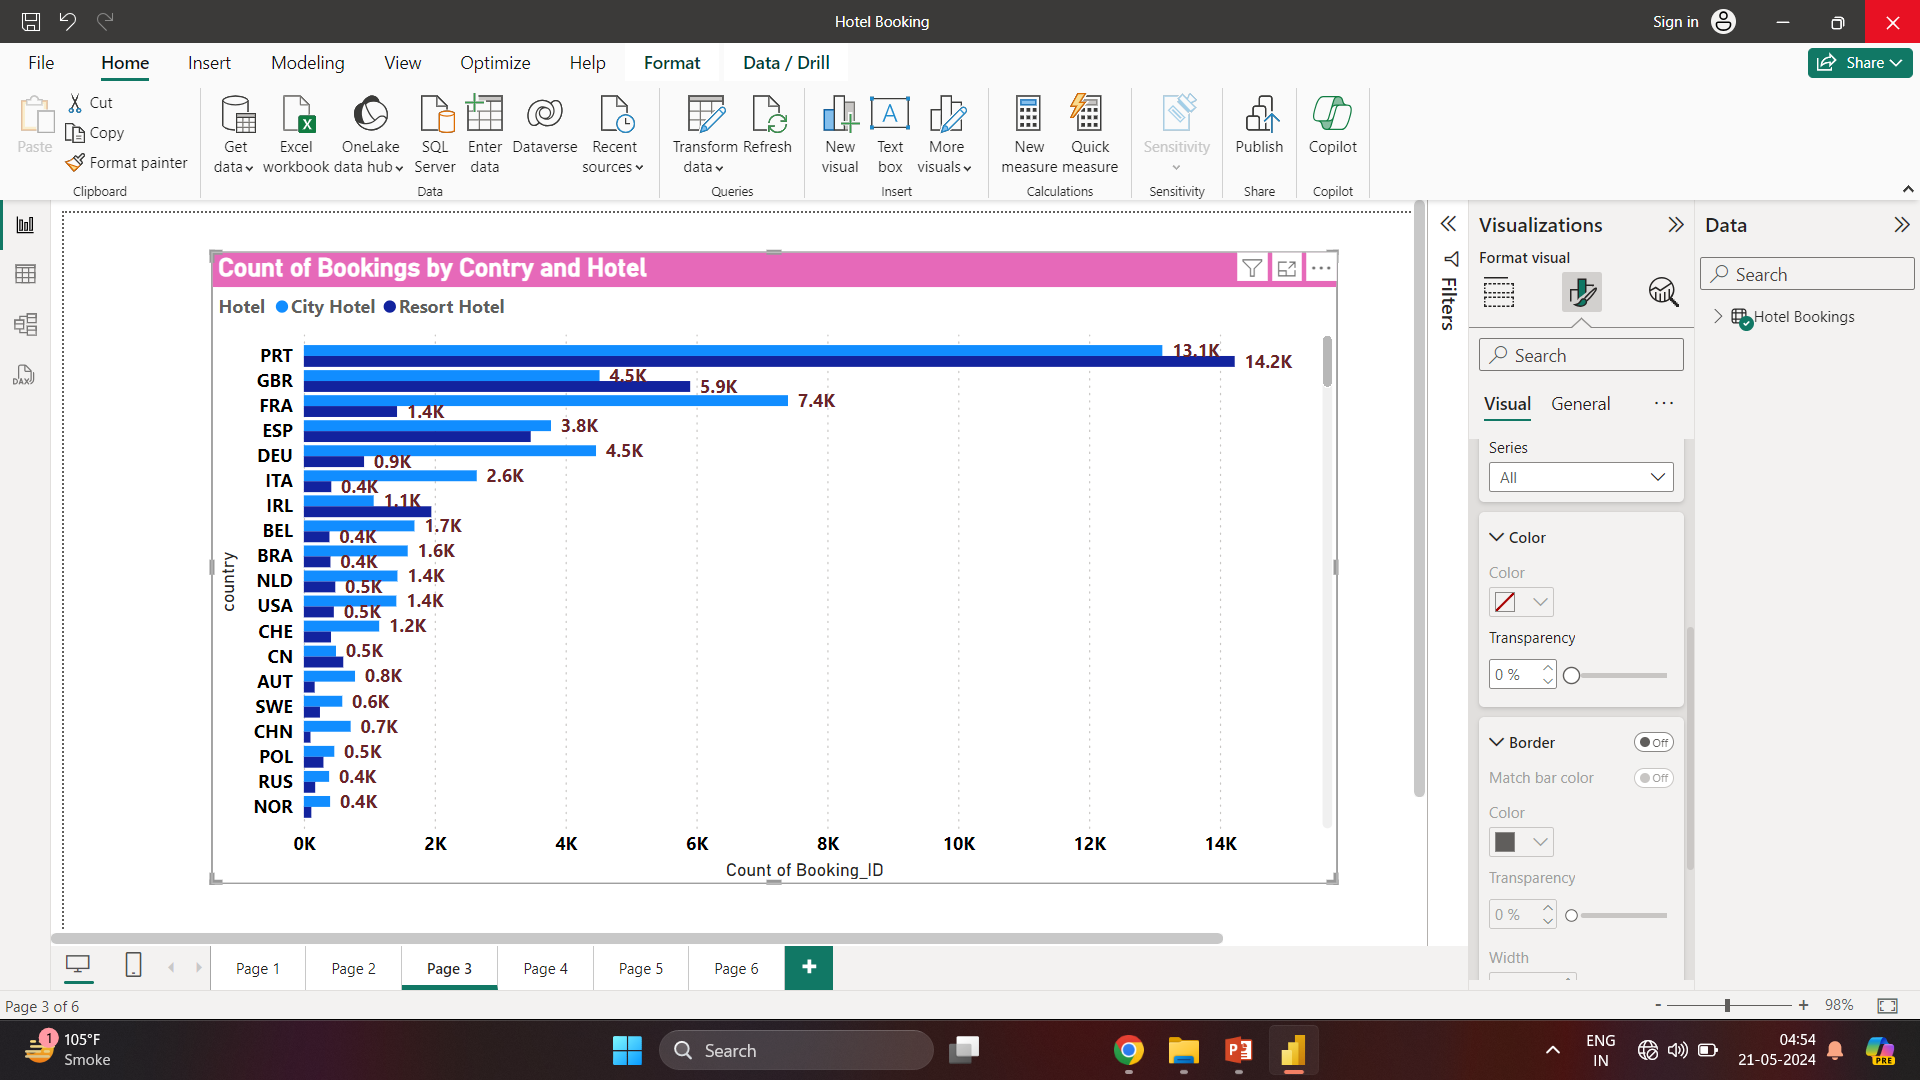 Hotel Booking
Sign in
File Home Insert Modeling View Optimize Help Format Data / Drill
Share
Paste
Cut
Copy
Format painter
Clipboard
Get data
Excel workbook
OneLake data hub
SQL Server
Enter data
Dataverse
Recent sources
Data
Transform data
Refresh
Queries
New visual
Text box
More visuals
Insert
New measure
Quick measure
Calculations
Sensitivity
Sensitivity
Publish
Share
Copilot
Copilot
Count of Bookings by Contry and Hotel
Hotel City Hotel Resort Hotel
country
PRT 13.1K 14.2K
GBR 4.5K 5.9K
FRA 7.4K 1.4K
ESP 3.8K
DEU 4.5K 0.9K
ITA 2.6K 0.4K
IRL 1.1K
BEL 1.7K 0.4K
BRA 1.6K 0.4K
NLD 1.4K 0.5K
USA 1.4K 0.5K
CHE 1.2K
CN 0.5K
AUT 0.8K
SWE 0.6K
CHN 0.7K
POL 0.5K
RUS 0.4K
NOR 0.4K
0K 2K 4K 6K 8K 10K 12K 14K
Count of Booking_ID
Filters
Visualizations
Format visual
Search
Visual General
Series
All
Color
Color
Transparency
0 %
Border Off
Match bar color Off
Color
Transparency
0 %
Width
Data
Search
Hotel Bookings
DAX
Page 1 Page 2 Page 3 Page 4 Page 5 Page 6
Page 3 of 6
98%
1
105°F
Smoke
Search
ENG
IN
04:54
21-05-2024
PRE